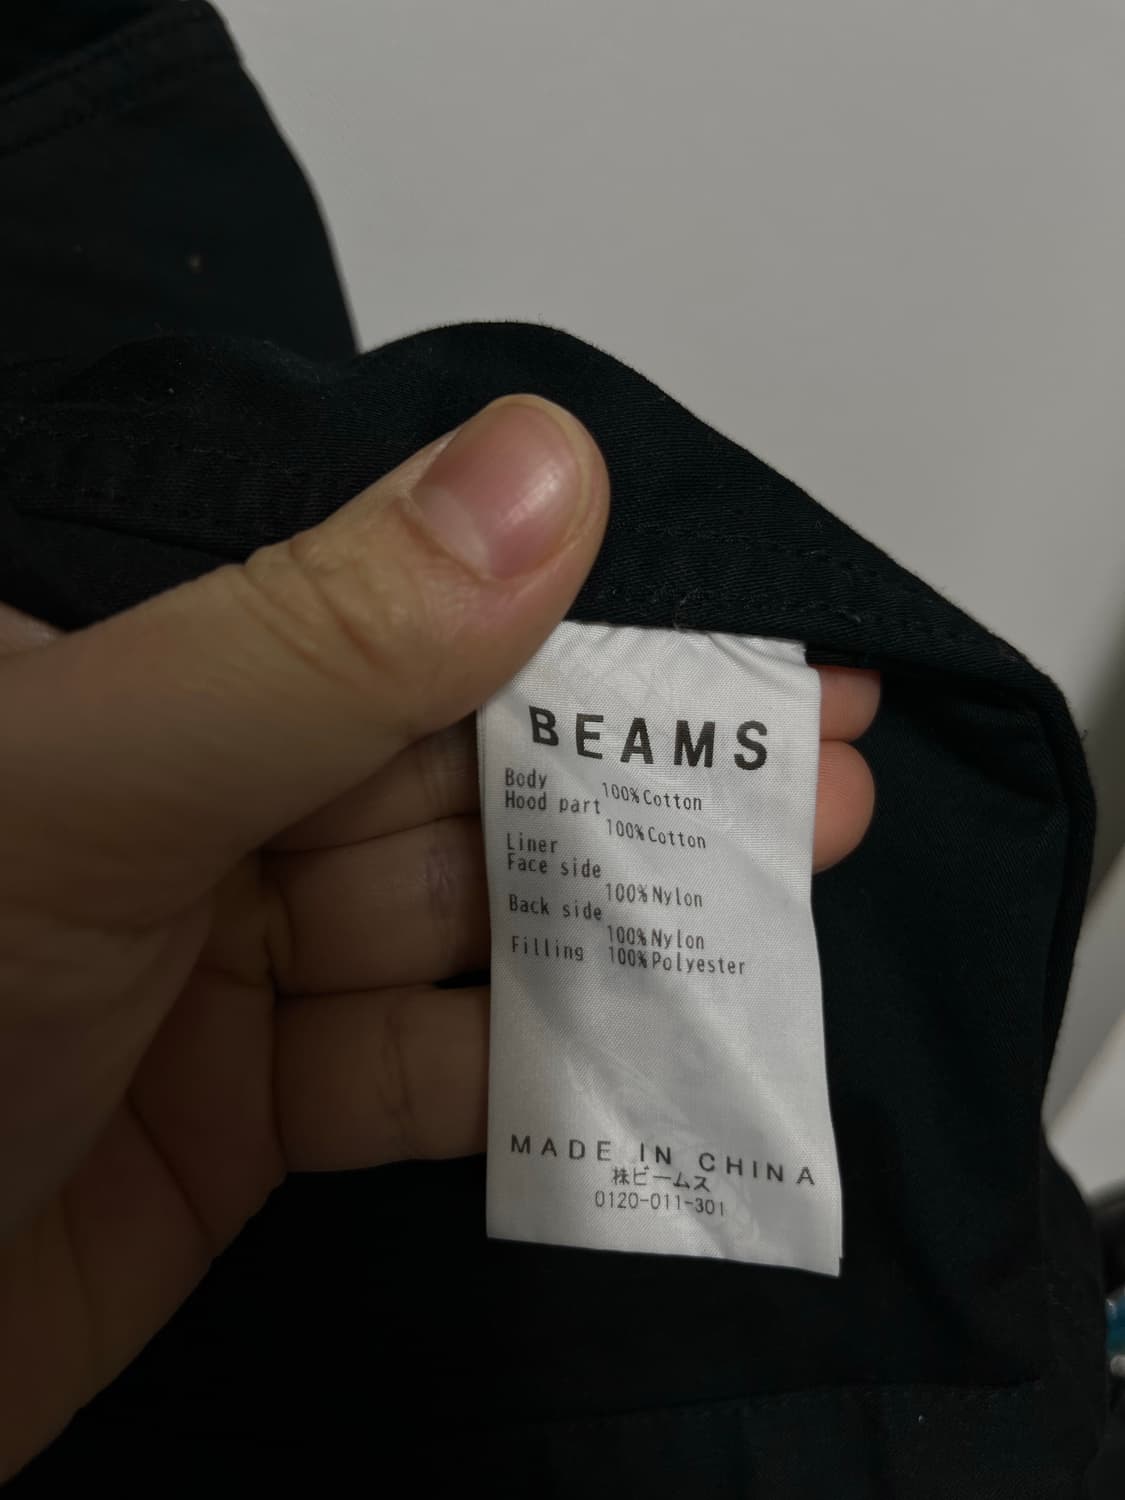 BEAMS
Body
100%Cotton
Hood part
100%Cotton
Liner
Face side
100%Nylon
Back side
100%Nylon
Filling 100%Polyester
MADE IN CHINA
株ビームス
0120-011-301